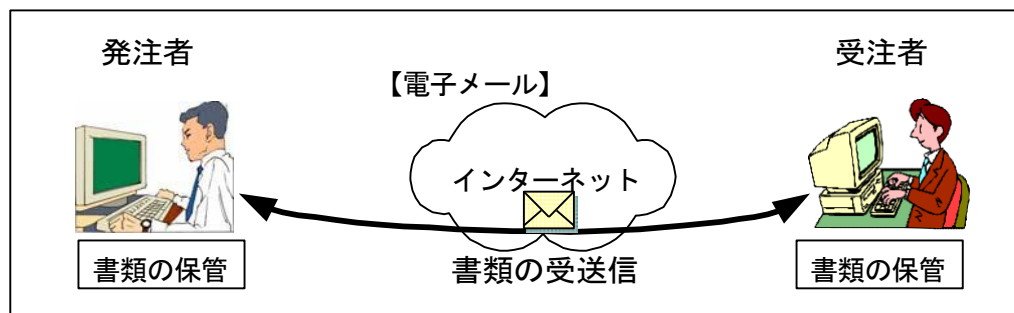 発注者
受注者
【電子メール】
インターネット
書類の受送信
書類の保管
書類の保管